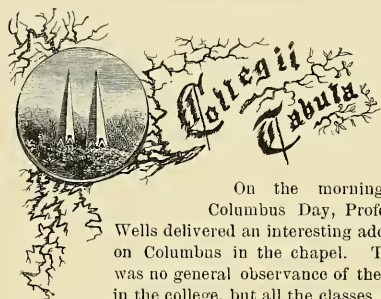 Collegii
Tabula
On the morning
Columbus Day, Profe
Wells delivered an interesting add
on Columbus in the chapel. T
was no general observance of the
in the college, but all the classes